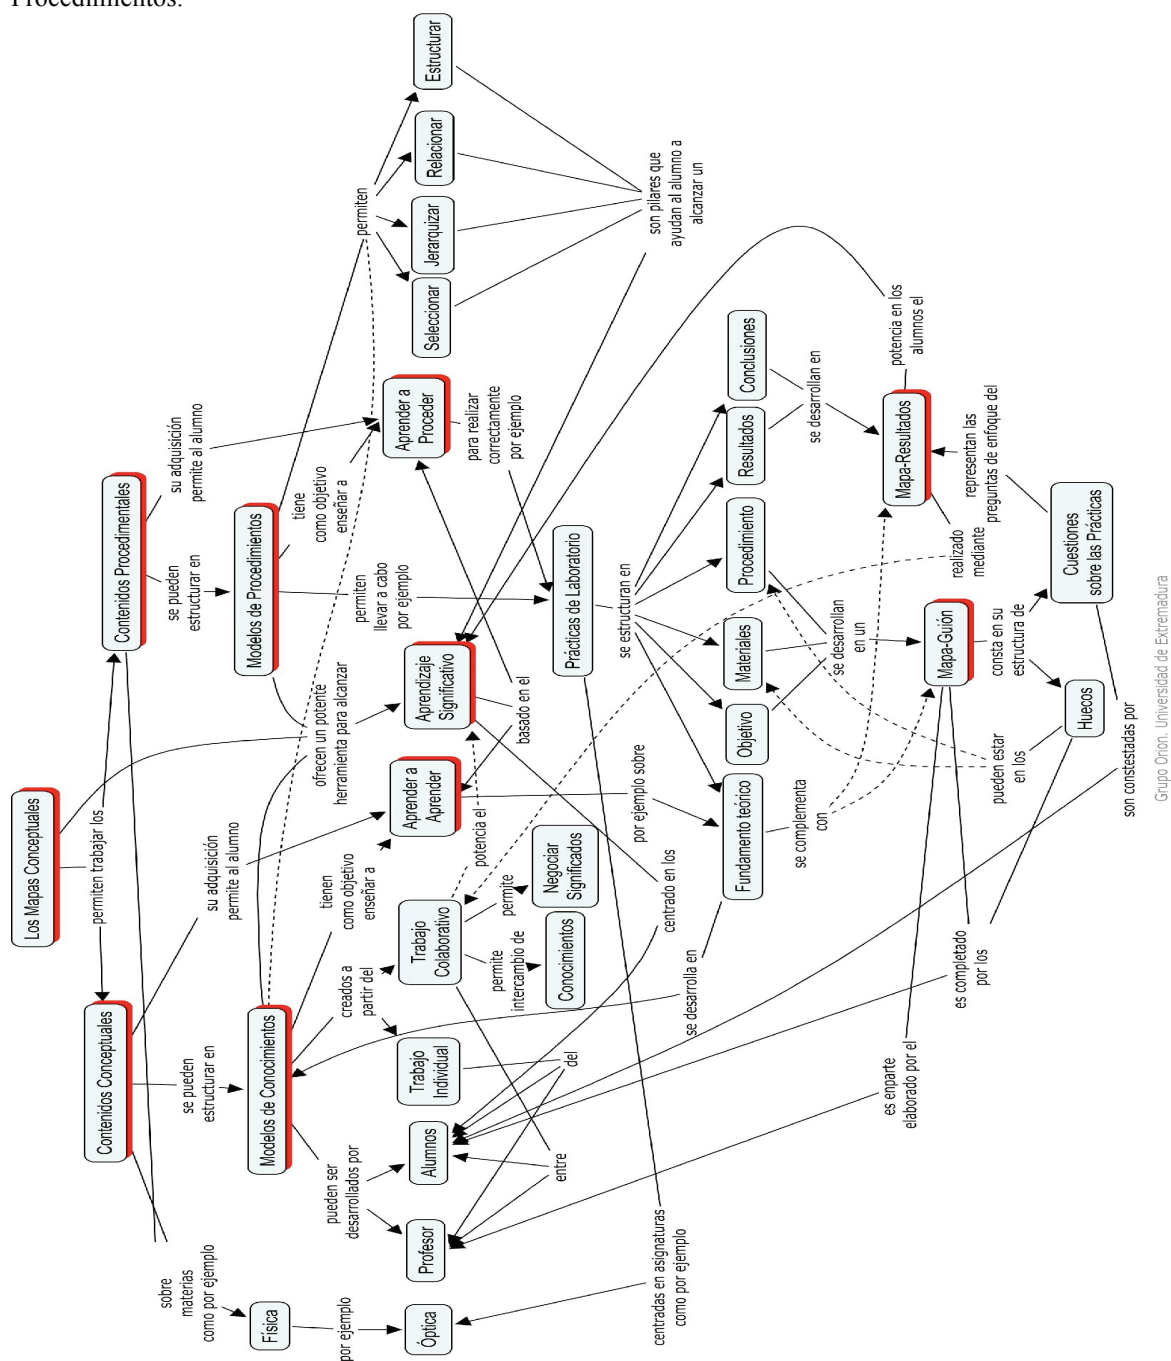 Procedimientos.
Los Mapas Conceptuales
permiten trabajar los
Contenidos Conceptuales
Contenidos Procedimentales
sobre
materias
como por ejemplo
se pueden
estructurar en
su adquisición
permite al alumno
se pueden
estructurar en
su adquisición
permite al alumno
Física
por ejemplo
Óptica
Modelos de Conocimientos
Modelos de Procedimientos
ofrecen un potente
herramienta para alcanzar
pueden ser
desarrollados por
creados a
partir del
tienen
como objetivo
enseñar a
permiten
llevar a cabo
por ejemplo
tiene
como objetivo
enseñar a
permiten
Profesor
Alumnos
Trabajo
Individual
Trabajo
Colaborativo
Aprender a
Aprender
Aprendizaje
Significativo
Aprender a
Proceder
Seleccionar
Jerarquizar
Relacionar
Estructurar
entre
del
permite
intercambio de
permite
potencia el
basado en el
para realizar
correctamente
por ejemplo
son pilares que
ayudan al alumno a
alcanzar un
Conocimientos
Negociar
Significados
Prácticas de Laboratorio
por ejemplo sobre
se estructuran en
centrado en los
centradas en asignaturas
como por ejemplo
se desarrolla en
Fundamento teórico
Objetivo
Materiales
Procedimiento
Resultados
Conclusiones
se complementa
con
se desarrollan
en un
se desarrollan en
Mapa-Guión
Mapa-Resultados
potencia en los
alumnos el
es enparte
elaborado por el
es completado
por los
consta en su
estructura de
realizado
mediante
representan las
preguntas de enfoque del
pueden estar
en los
Huecos
Cuestiones
sobre las Prácticas
son constestadas por
Grupo Orion. Universidad de Extremadura